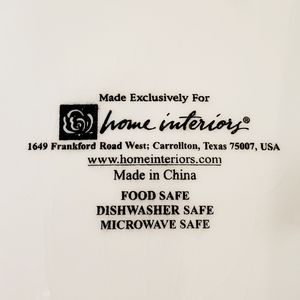 Made Exclusively For
home interiors®
1649 Frankford Road West; Carrollton, Texas 75007, USA
www.homeinteriors.com
Made in China
FOOD SAFE
DISHWASHER SAFE
MICROWAVE SAFE